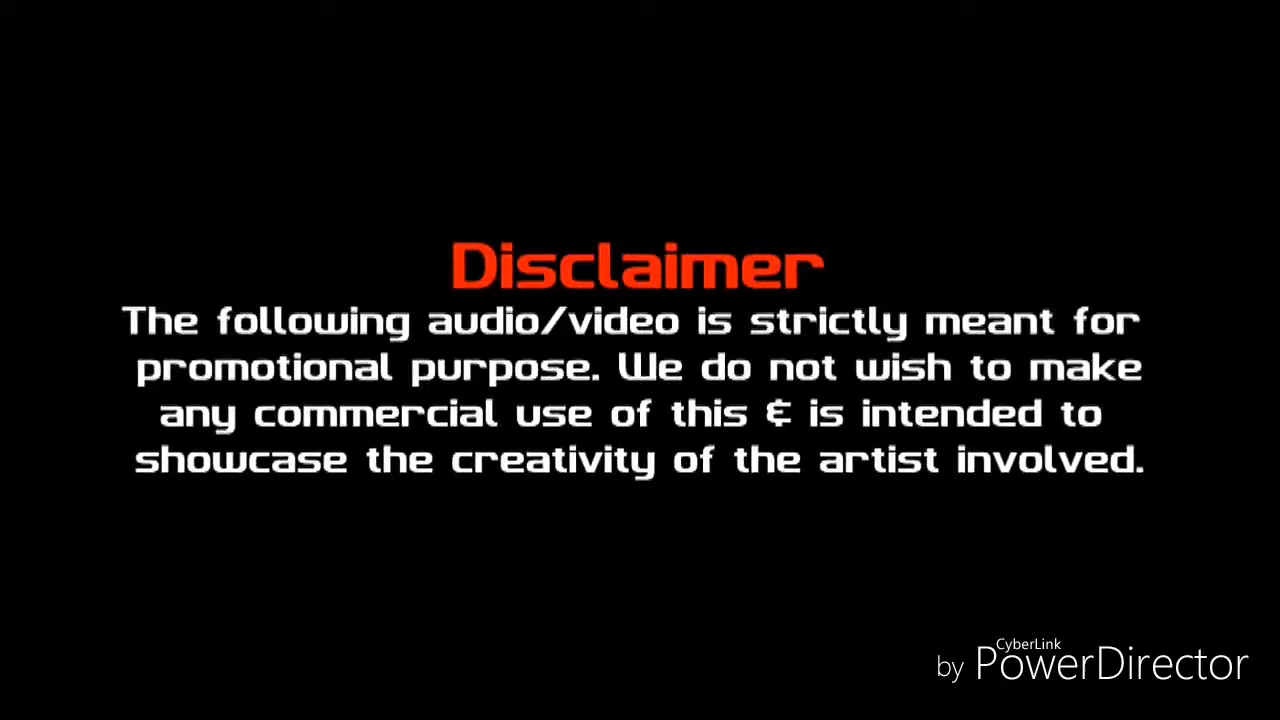 Disclaimer
The following audio/video is strictly meant for
promotional purpose. We do not wish to make
any commercial use of this & is intended to
showcase the creativity of the artist involved.
CyberLink
by PowerDirector